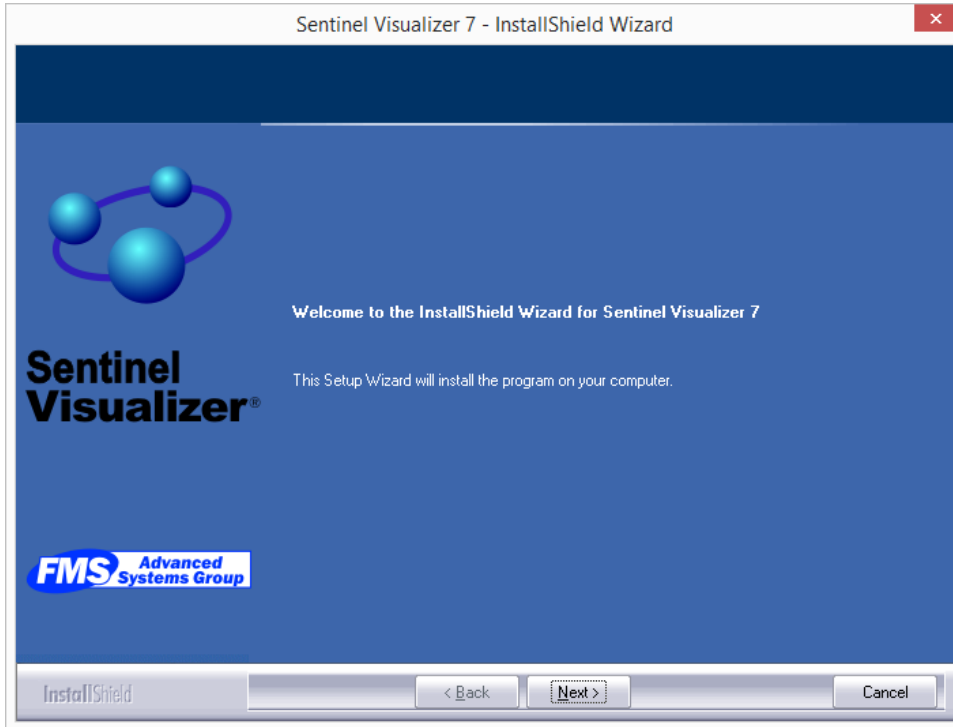 Sentinel Visualizer 7 - InstallShield Wizard
Welcome to the InstallShield Wizard for Sentinel Visualizer 7
Sentinel
Visualizer®
This Setup Wizard will install the program on your computer.
FMS Advanced
Systems Group
InstallShield
< Back
Next >
Cancel